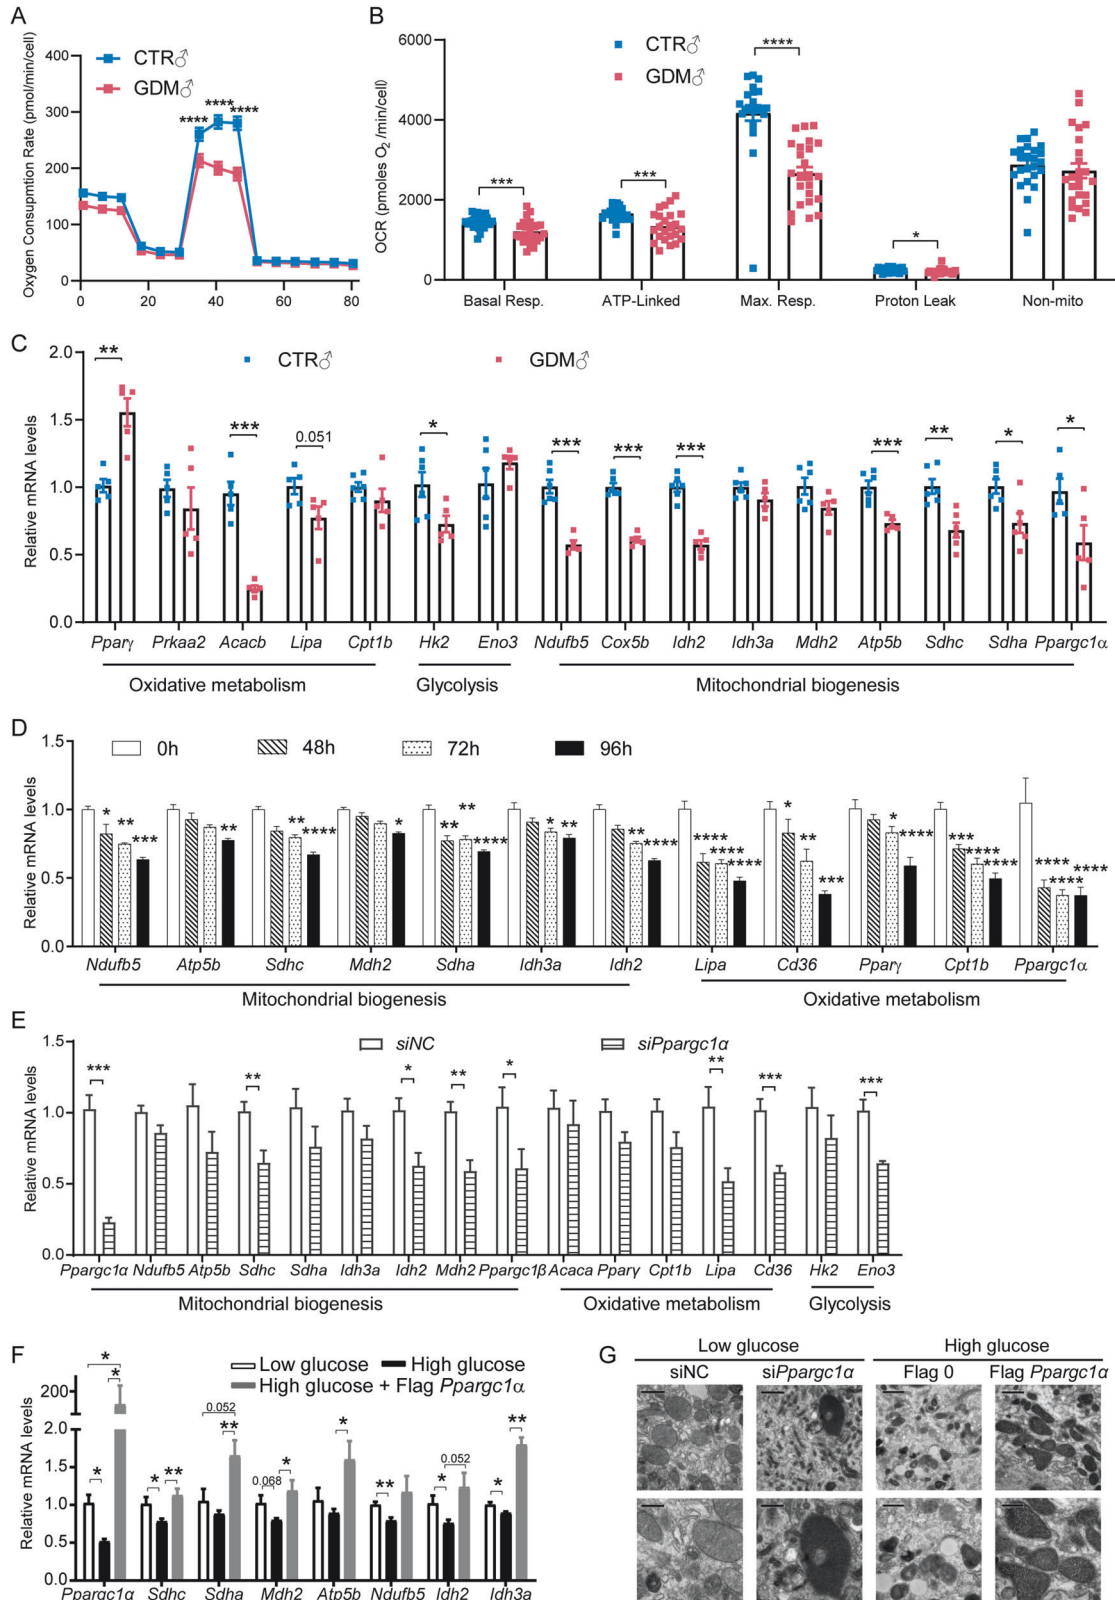 A
Oxygen Consupmtion Rate (pmol/min/cell)
400
300
200
100
0
CTR♂
GDM♂
**** **** ****
0 20 40 60 80
B
OCR (pmoles O2 /min/cell)
6000
4000
2000
0
CTR♂
GDM♂
*** *** **** *
Basal Resp. ATP-Linked Max. Resp. Proton Leak Non-mito
C
Relative mRNA levels
2.0
1.5
1.0
0.5
0.0
CTR♂ GDM♂
** *** 0.051 * *** *** *** *** ** * *
Pparγ Prkaa2 Acacb Lipa Cpt1b Hk2 Eno3 Ndufb5 Cox5b Idh2 Idh3a Mdh2 Atp5b Sdhc Sdha Ppargc1α
Oxidative metabolism Glycolysis Mitochondrial biogenesis
D
Relative mRNA levels
1.5
1.0
0.5
0.0
0h 48h 72h 96h
* ** *** ** ** **** * ** ** **** * ** ** **** **** **** **** * ** *** * **** *** **** **** **** **** ****
Ndufb5 Atp5b Sdhc Mdh2 Sdha Idh3a Idh2 Lipa Cd36 Pparγ Cpt1b Ppargc1α
Mitochondrial biogenesis Oxidative metabolism
E
Relative mRNA levels
1.5
1.0
0.5
0.0
siNC siPpargc1α
*** ** * ** * ** *** ***
Ppargc1α Ndufb5 Atp5b Sdhc Sdha Idh3a Idh2 Mdh2 Ppargc1β Acaca Pparγ Cpt1b Lipa Cd36 Hk2 Eno3
Mitochondrial biogenesis Oxidative metabolism Glycolysis
F
Relative mRNA levels
200
2.0
1.5
1.0
0.5
0.0
Low glucose High glucose
High glucose + Flag Ppargc1α
* * * * ** 0.052 ** 0.068 * * ** * 0.052 * **
Ppargc1α Sdhc Sdha Mdh2 Atp5b Ndufb5 Idh2 Idh3a
G
Low glucose High glucose
siNC siPpargc1α Flag 0 Flag Ppargc1α